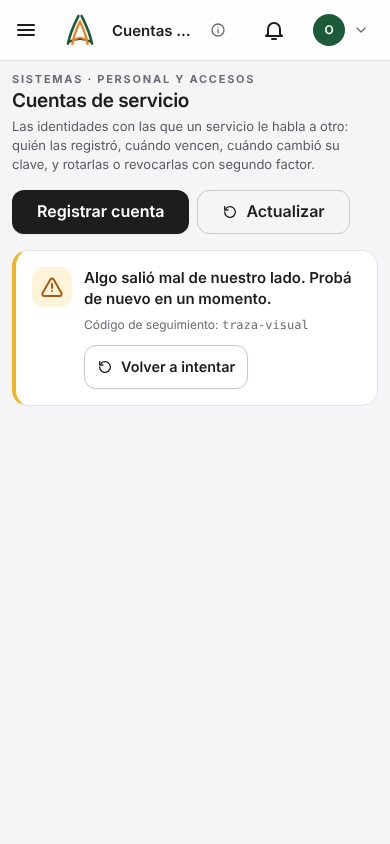 Cuentas ...
O
SISTEMAS · PERSONAL Y ACCESOS
Cuentas de servicio
Las identidades con las que un servicio le habla a otro:
quién las registró, cuándo vencen, cuándo cambió su
clave, y rotarlas o revocarlas con segundo factor.
Registrar cuenta
Actualizar
Algo salió mal de nuestro lado. Probá
de nuevo en un momento.
Código de seguimiento: traza-visual
Volver a intentar